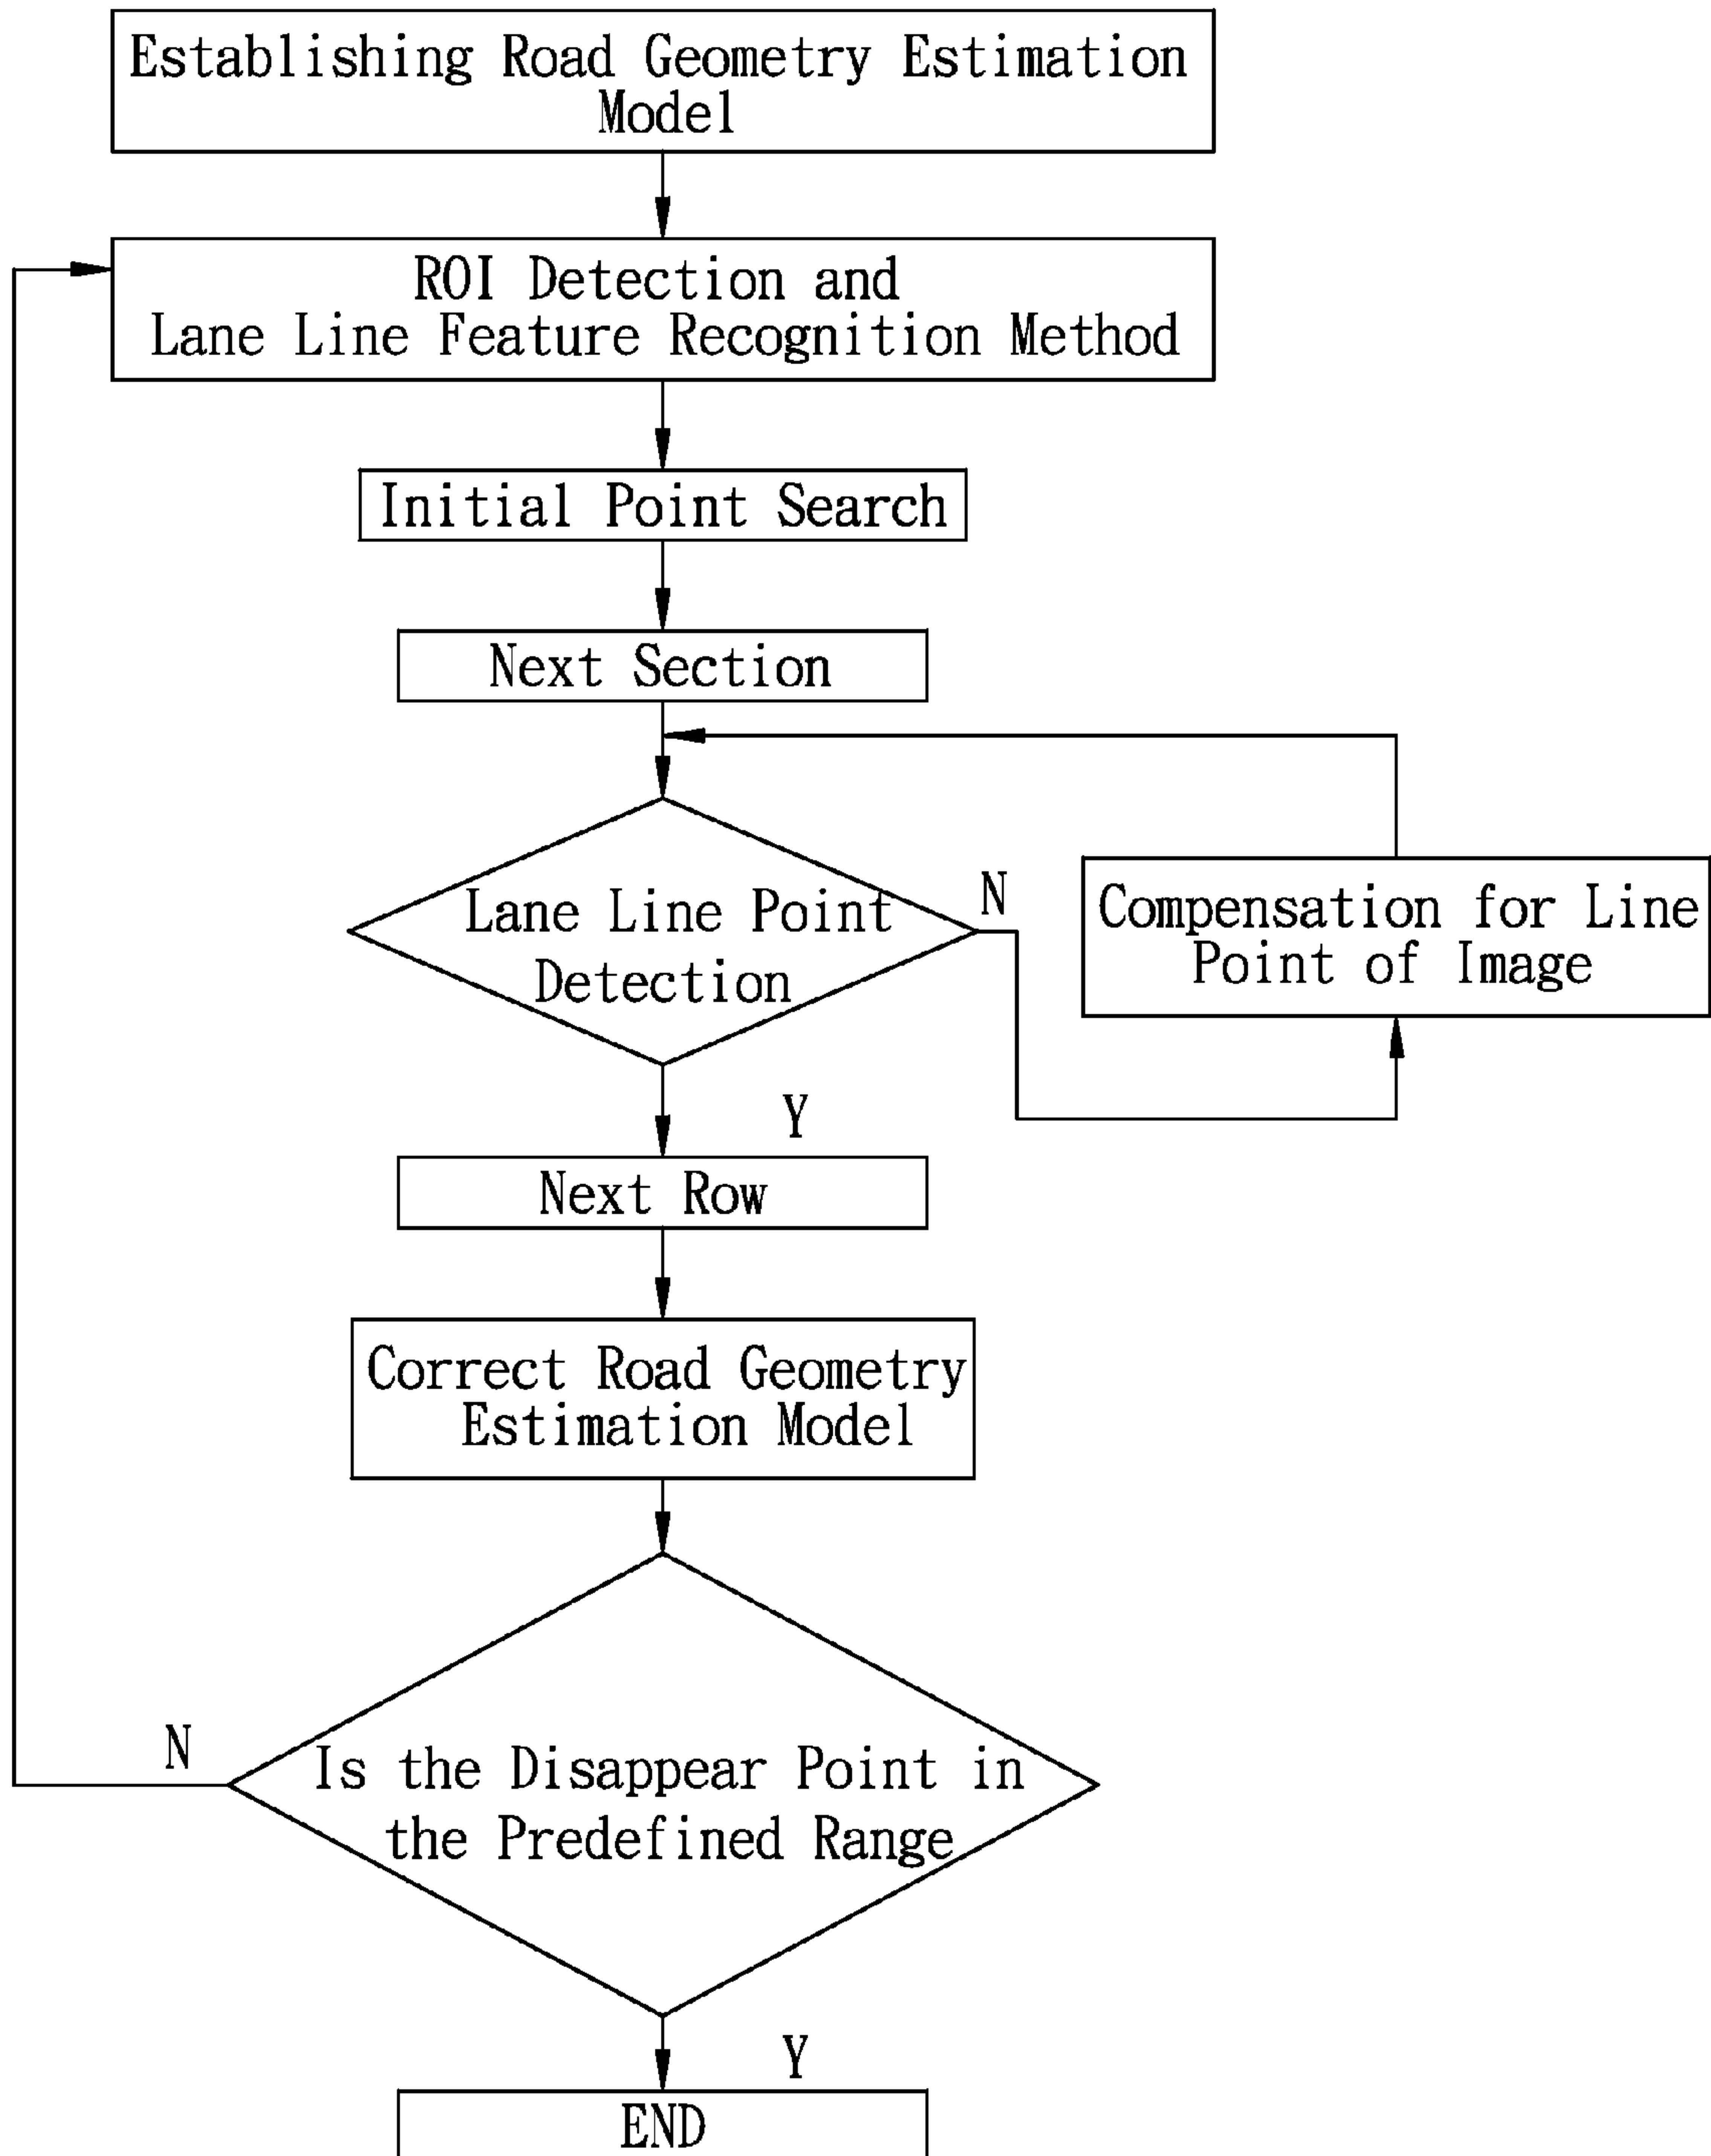 Establishing Road Geometry Estimation
Model
ROI Detection and
Lane Line Feature Recognition Method
Initial Point Search
Next Section
Lane Line Point
Detection
N
Compensation for Line
Point of Image
Y
Next Row
Correct Road Geometry
Estimation Model
N
Is the Disappear Point in
the Predefined Range
Y
END